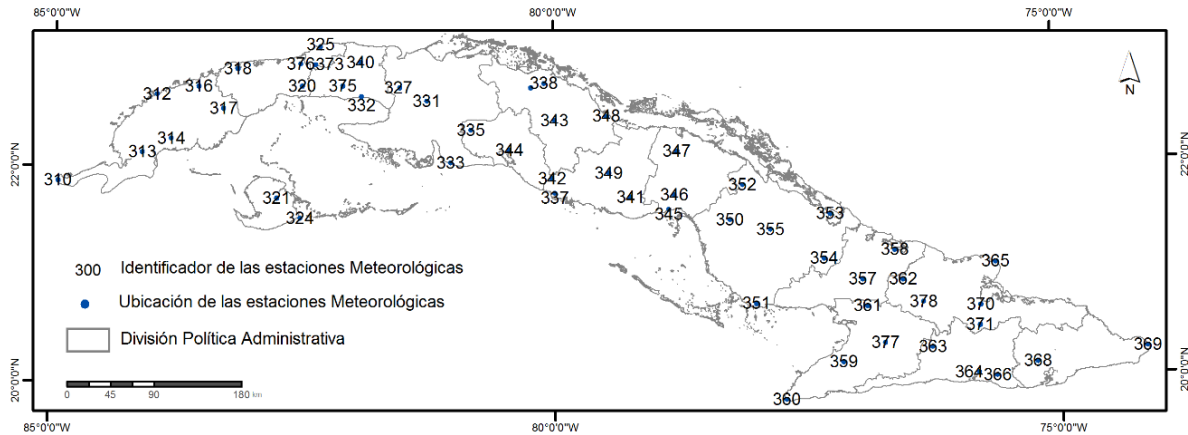 85°0'0"W 80°0'0"W 75°0'0"W
325
376 373 340
318
316 320 375 327 338
312 332 331
317 343 348
314 335
313 344 347
22°0'0"N 22°0'0"N
333
310 342 349 352
321 337 341 346
324 345 350 353
355
358
354 365
300 Identificador de las estaciones Meteorológicas
357 362
Ubicación de las estaciones Meteorológicas
351 361 378 370
371
División Política Administrativa
377 363 369
359 368
364 366
20°0'0"N 20°0'0"N
0 45 90 180 km
360
85°0'0"W 80°0'0"W 75°0'0"W
N